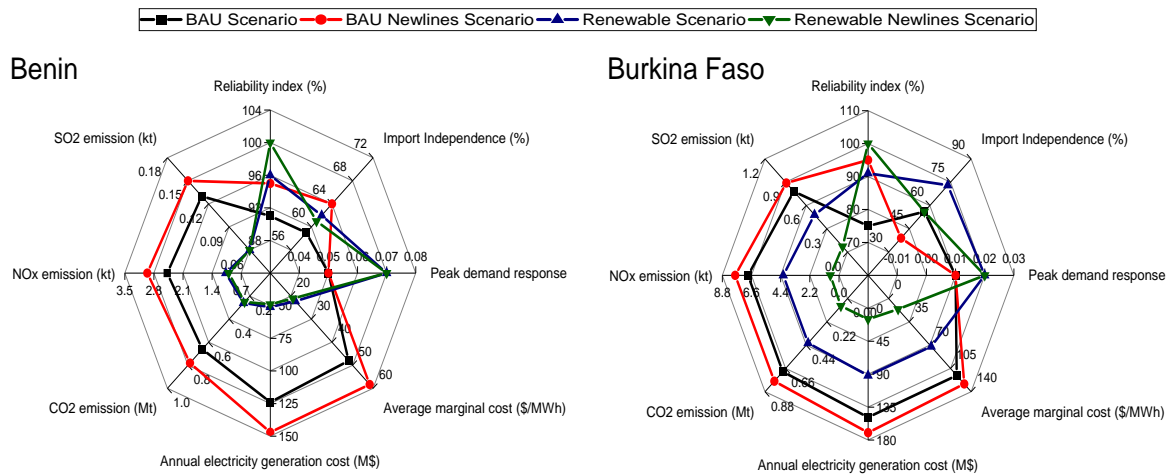 BAU Scenario BAU Newlines Scenario Renewable Scenario Renewable Newlines Scenario
Benin
Reliability index (%)
104
100
96
92
88
Import Independence (%)
72
68
64
60
56
Peak demand response
0.04 0.05 0.06 0.07 0.08
Average marginal cost ($/MWh)
20
30
40
50
60
Annual electricity generation cost (M$)
50
75
100
125
150
CO2 emission (Mt)
0.2
0.4
0.6
0.8
1.0
NOx emission (kt)
3.5 2.8 2.1 1.4 0.7
SO2 emission (kt)
0.18
0.15
0.12
0.09
0.06
Burkina Faso
Reliability index (%)
110
100
90
80
70
Import Independence (%)
90
75
60
45
30
Peak demand response
-0.01 0.00 0.01 0.02 0.03
Average marginal cost ($/MWh)
0
35
70
105
140
Annual electricity generation cost (M$)
0
45
90
135
180
CO2 emission (Mt)
0.00
0.22
0.44
0.66
0.88
NOx emission (kt)
8.8 6.6 4.4 2.2 0.0
SO2 emission (kt)
1.2
0.9
0.6
0.3
0.0